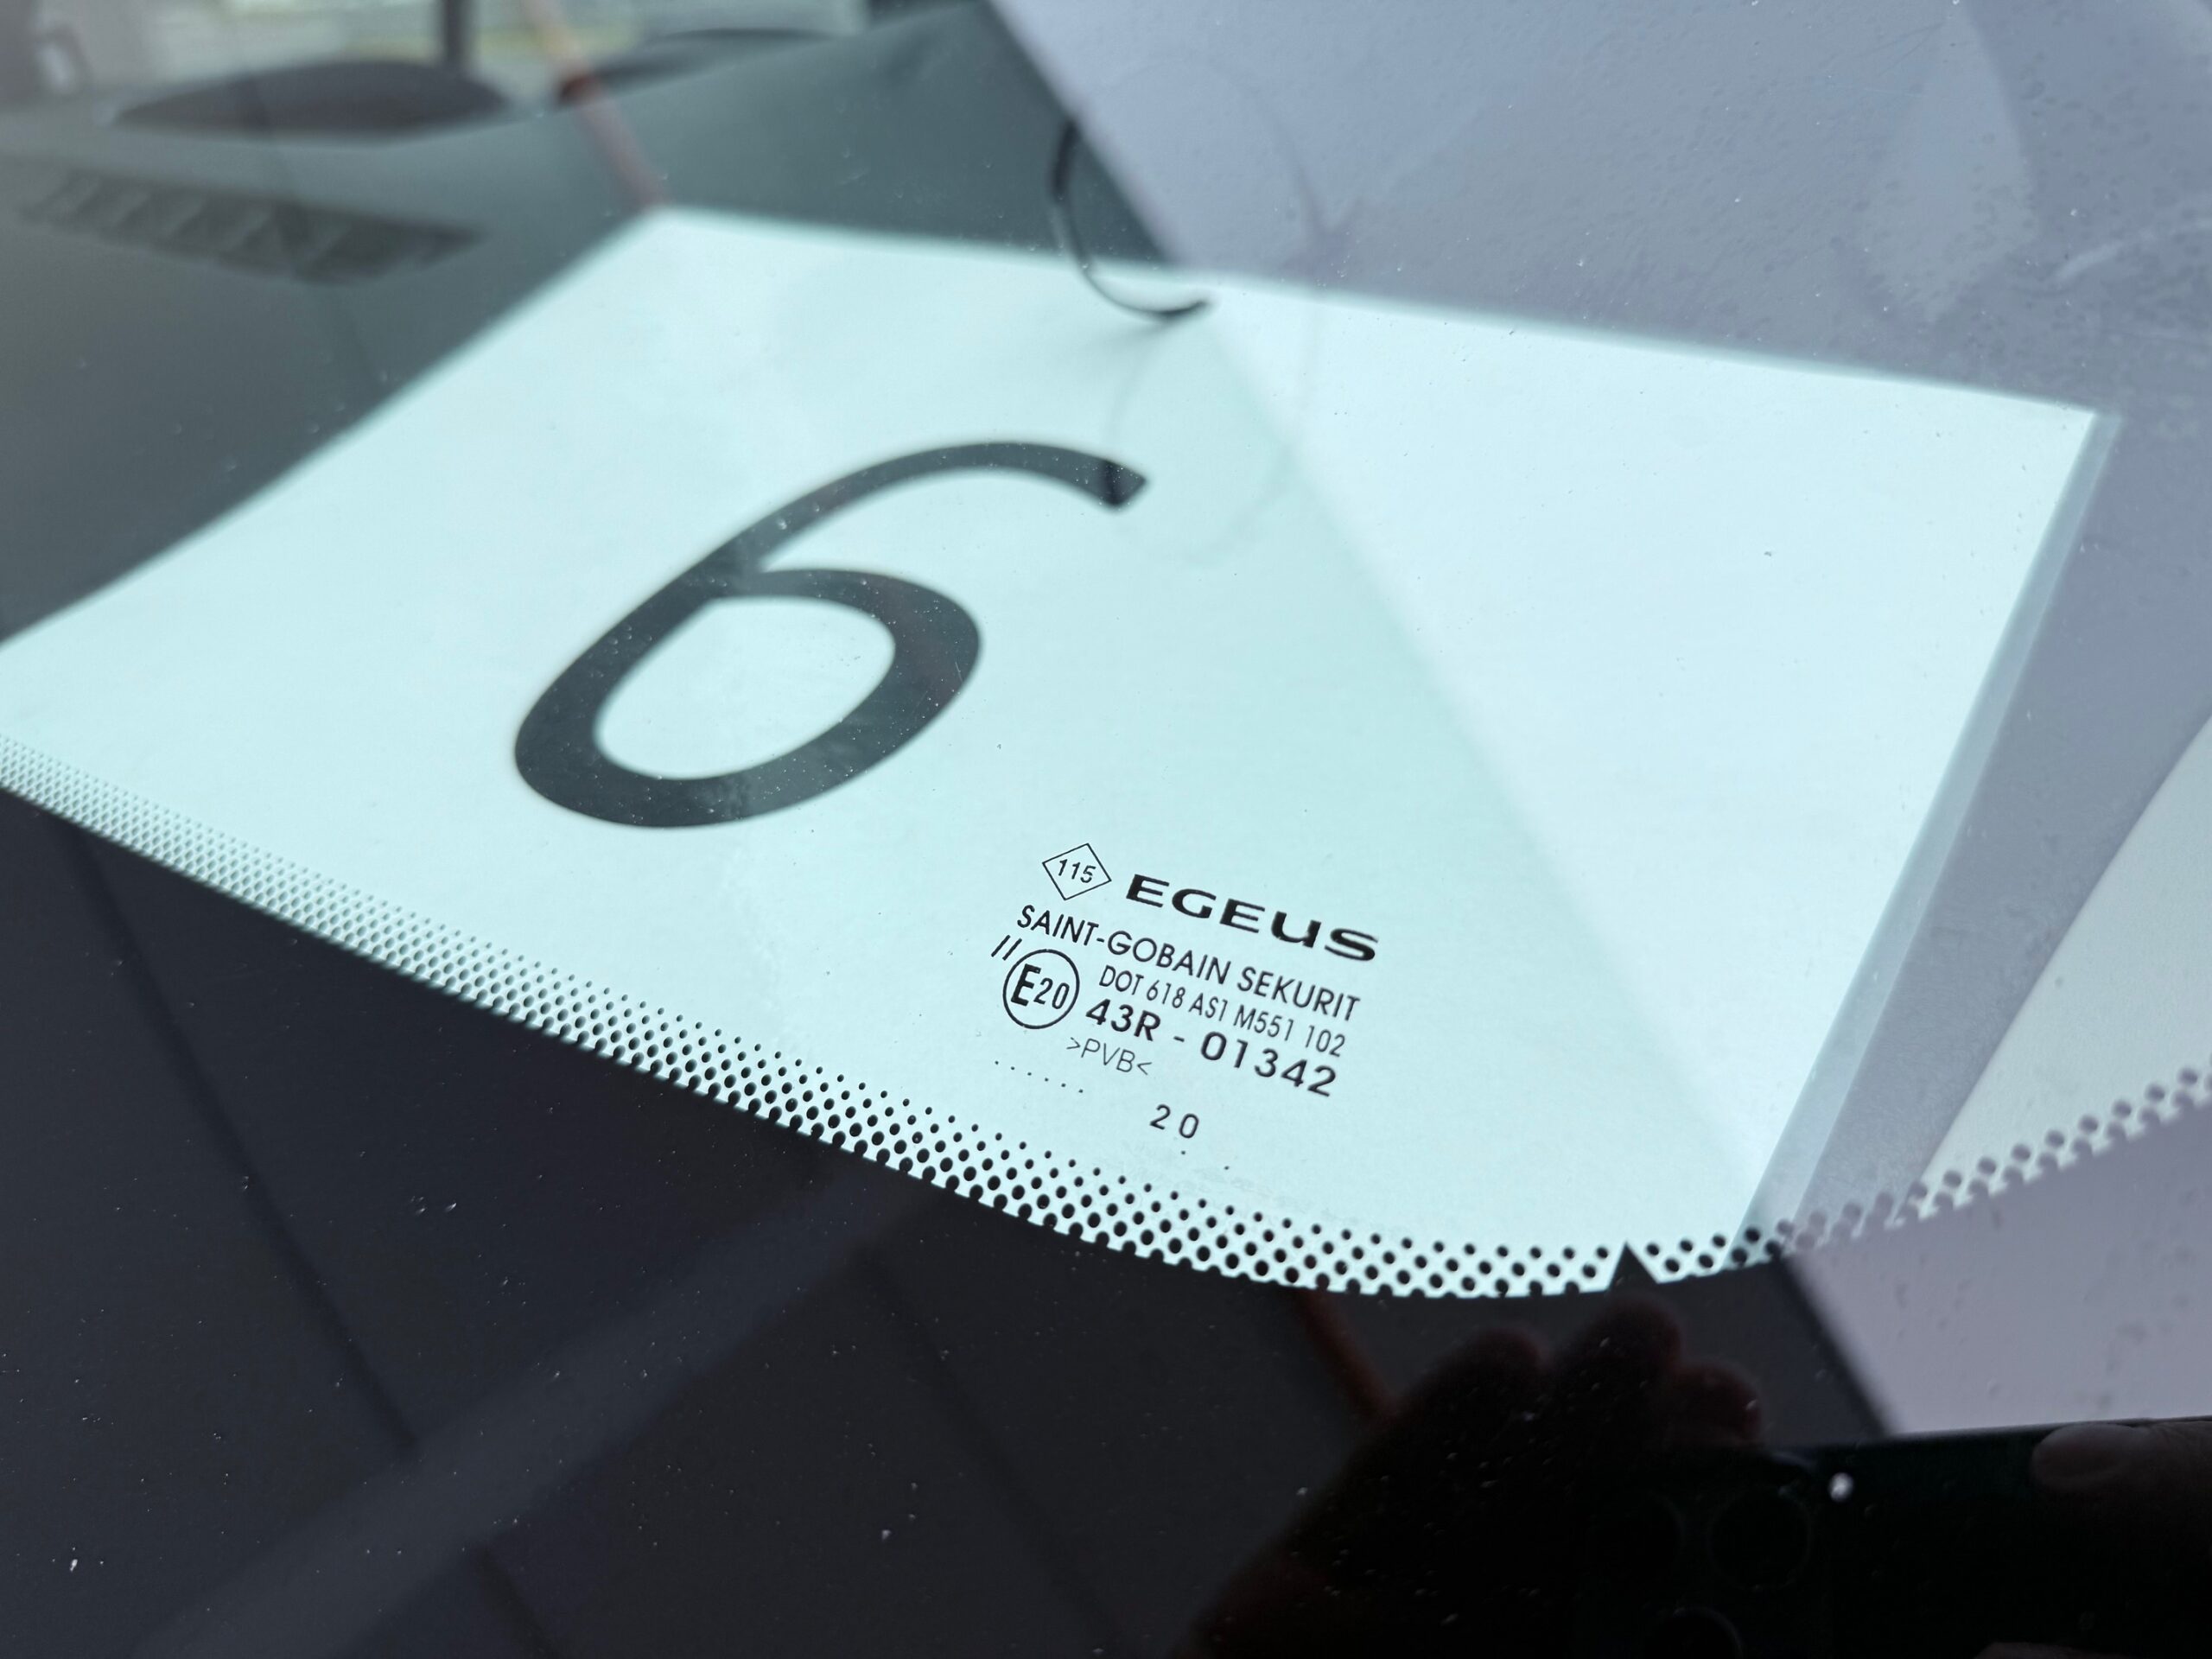 6
115 EGEUS
SAINT-GOBAIN SEKURIT
DOT 618 AS1 M551 102
//
E20 43R - 01342
>PVB<
. . . . . .
20
. .